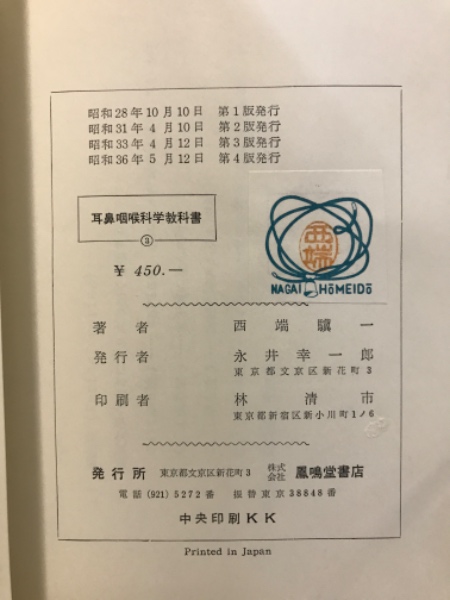 昭和28年10月10日 第1版発行
昭和31年4月10日 第2版発行
昭和33年4月12日 第3版発行
昭和36年5月12日 第4版発行
耳鼻咽喉科学教科書
ⓐ
¥ 450.—
西端
NAGAI HōMEIDō
著者 西端驥一
発行者 永井幸一郎
東京都文京区新花町3
印刷者 林清市
東京都新宿区新小川町1ノ6
発行所 東京都文京区新花町3 株式会社 鳳鳴堂書店
電話(921)5272番 振替東京38848番
中央印刷KK
Printed in Japan